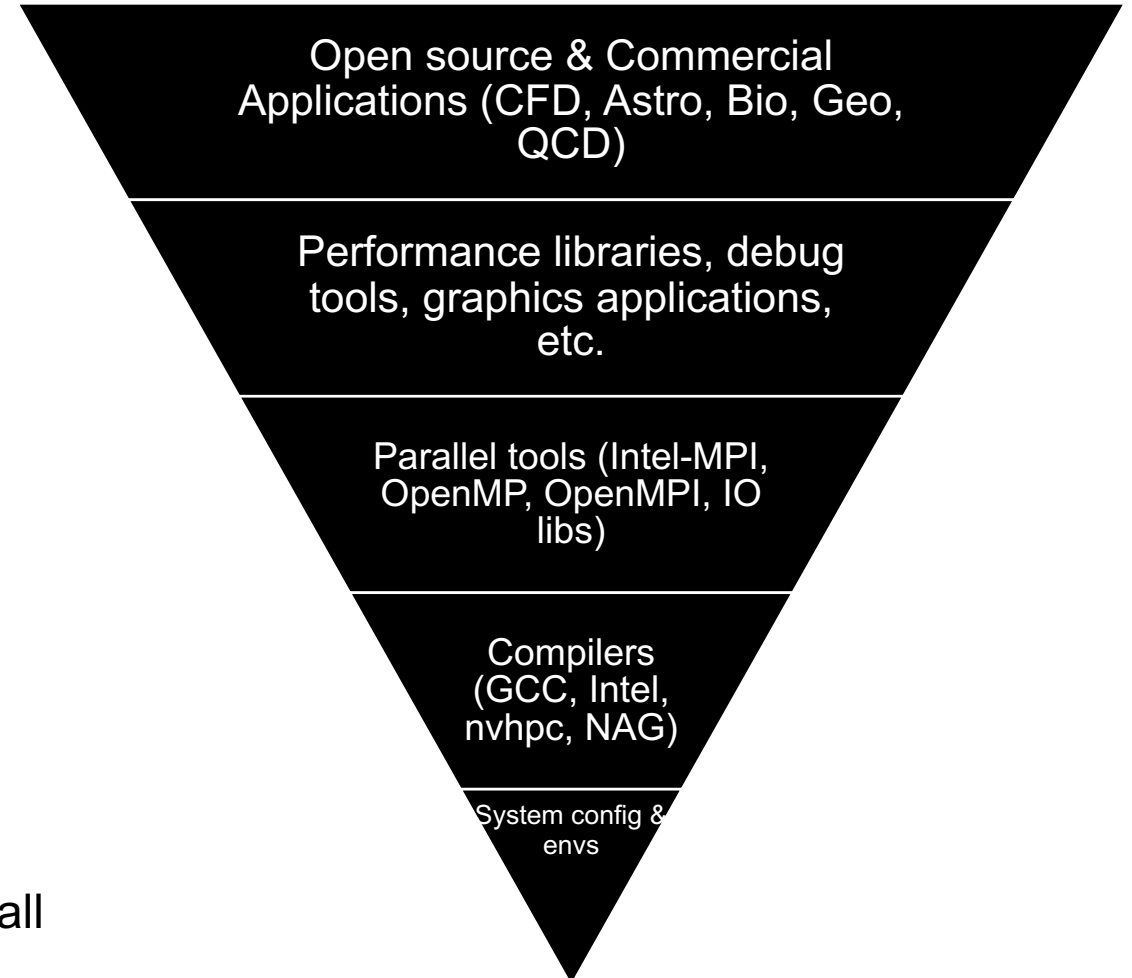 Open source & Commercial
Applications (CFD, Astro, Bio, Geo,
QCD)
Performance libraries, debug
tools, graphics applications,
etc.
Parallel tools (Intel-MPI,
OpenMP, OpenMPI, IO
libs)
Compilers
(GCC, Intel,
nvhpc, NAG)
System config &
envs
all